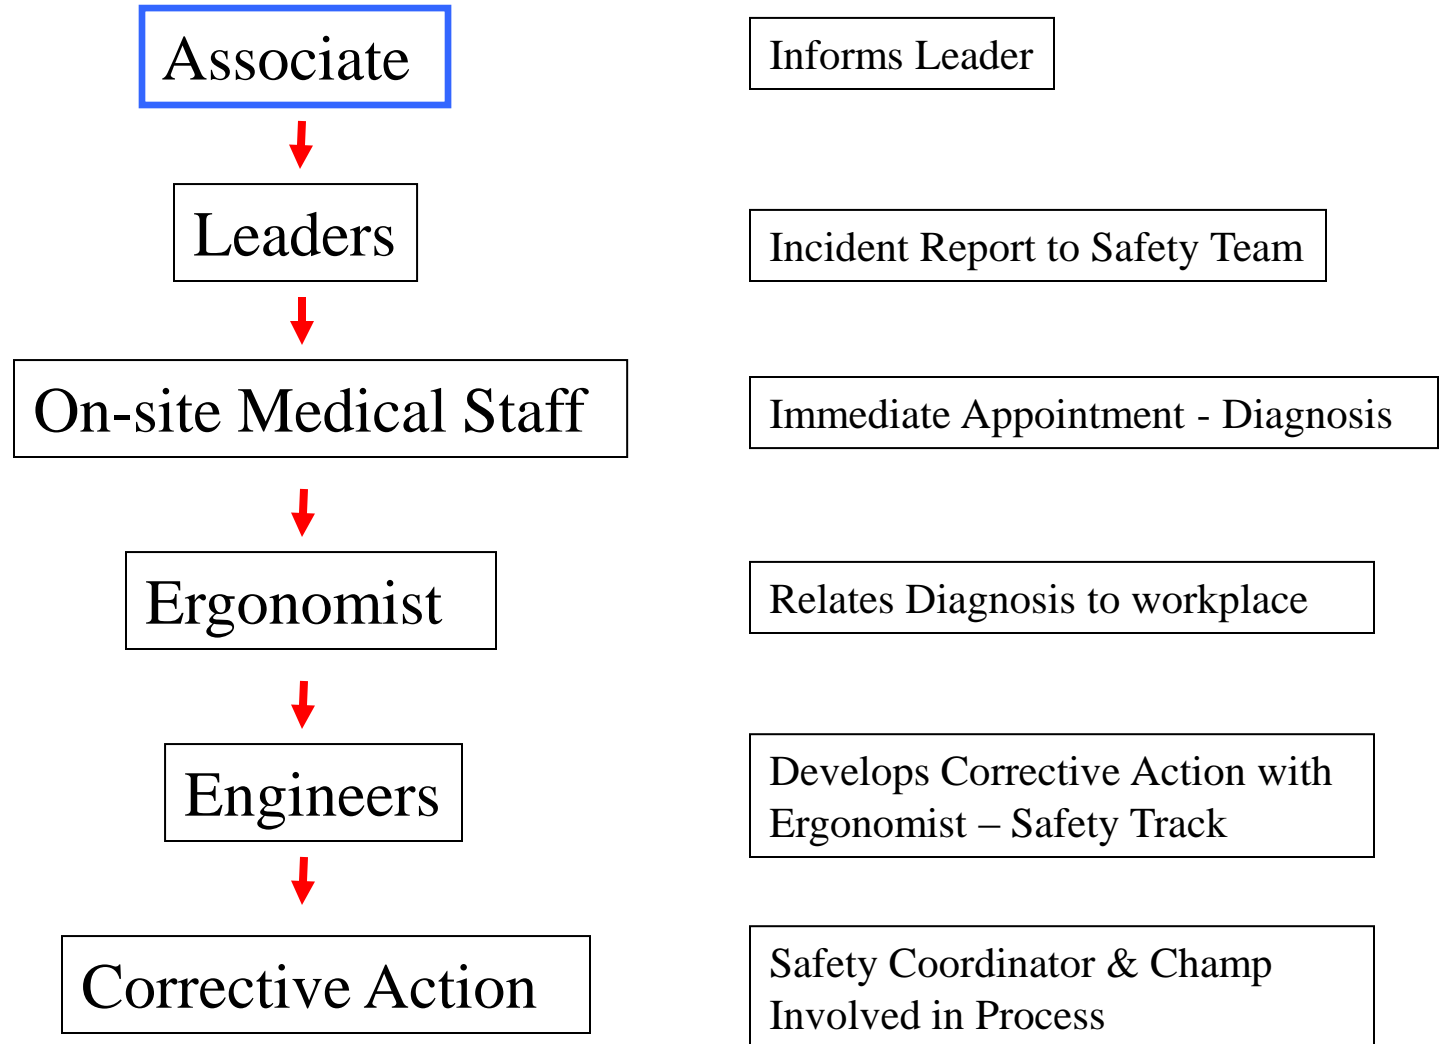 Associate
Informs Leader
Leaders
Incident Report to Safety Team
On-site Medical Staff
Immediate Appointment - Diagnosis
Ergonomist
Relates Diagnosis to workplace
Engineers
Develops Corrective Action with
Ergonomist – Safety Track
Corrective Action
Safety Coordinator & Champ
Involved in Process